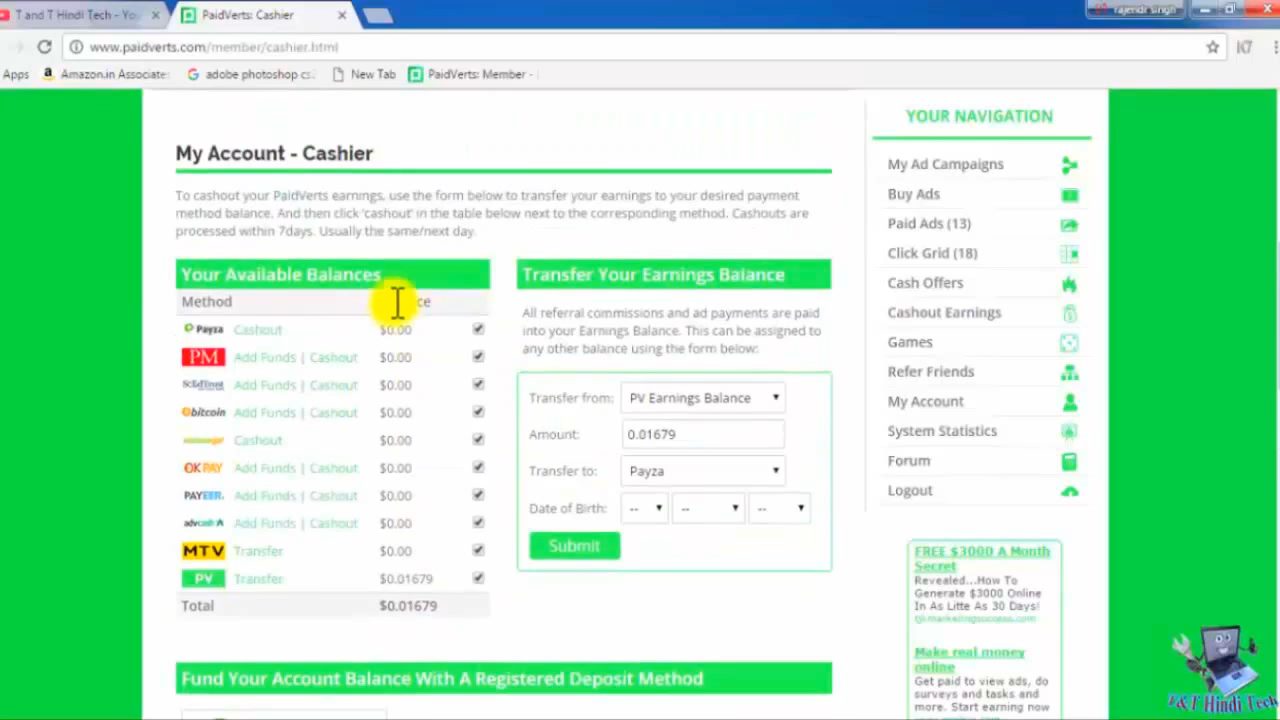 T and T Hindi Tech - You
PaidVerts: Cashier
rajendr singh
www.paidverts.com/member/cashier.html
Apps
Amazon.in Associate
adobe photoshop cs
New Tab
PaidVerts: Member -
My Account - Cashier
To cashout your PaidVerts earnings, use the form below to transfer your earnings to your desired payment
method balance. And then click 'cashout' in the table below next to the corresponding method. Cashouts are
processed within 7days. Usually the same/next day.
Your Available Balances
Method
Payza Cashout $0.00
PM Add Funds | Cashout $0.00
Add Funds | Cashout $0.00
bitcoin Add Funds | Cashout $0.00
Cashout $0.00
OKPAY Add Funds | Cashout $0.00
PAYEER Add Funds | Cashout $0.00
advcash Add Funds | Cashout $0.00
MTV Transfer $0.00
PV Transfer $0.01679
Total $0.01679
Transfer Your Earnings Balance
All referral commissions and ad payments are paid
into your Earnings Balance. This can be assigned to
any other balance using the form below:
Transfer from: PV Earnings Balance
Amount: 0.01679
Transfer to: Payza
Date of Birth: -- -- --
Submit
Fund Your Account Balance With A Registered Deposit Method
YOUR NAVIGATION
My Ad Campaigns
Buy Ads
Paid Ads (13)
Click Grid (18)
Cash Offers
Cashout Earnings
Games
Refer Friends
My Account
System Statistics
Forum
Logout
FREE $3000 A Month
Secret
Revealed...How To
Generate $3000 Online
In As Litte As 30 Days!
Make real money
online
Get paid to view ads, do
surveys and tasks and
more. Start earning now
T&T Hindi Tech